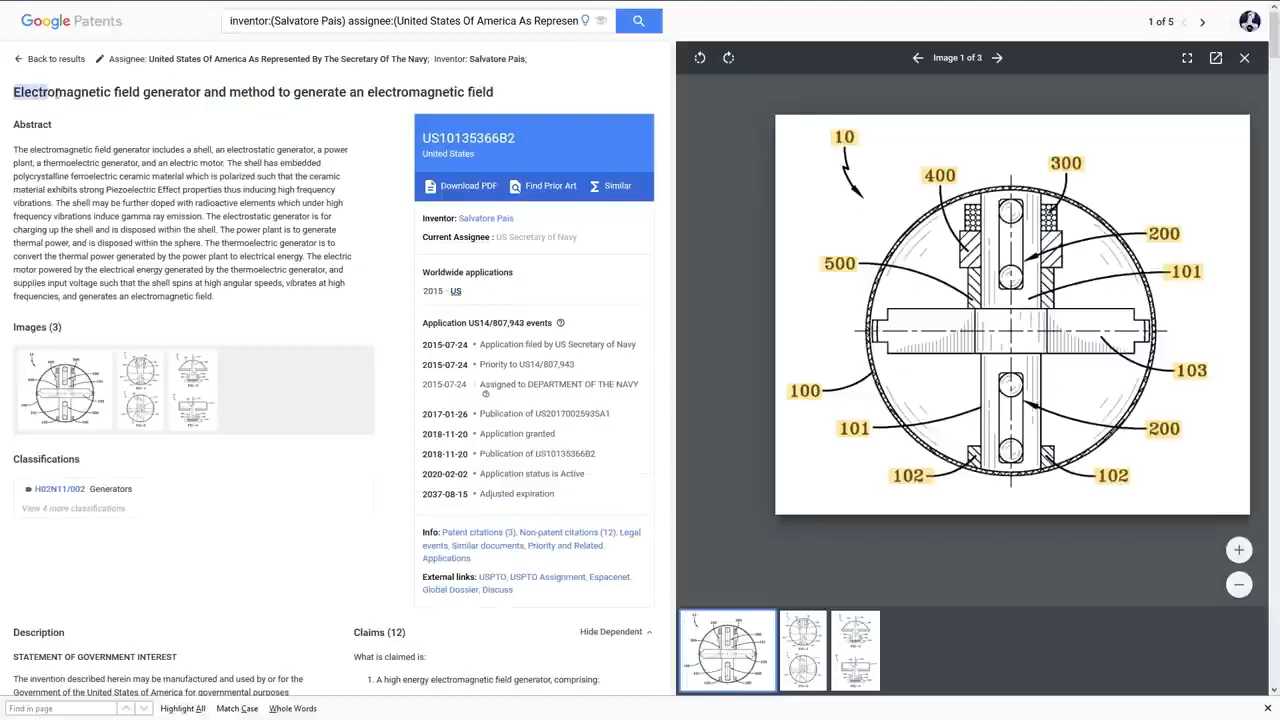 Google Patents
inventor:(Salvatore Pais) assignee:(United States Of America As Represen
1 of 5
Back to results
Assignee: United States Of America As Represented By The Secretary Of The Navy; Inventor: Salvatore Pais;
Electromagnetic field generator and method to generate an electromagnetic field
Abstract
The electromagnetic field generator includes a shell, an electrostatic generator, a power
plant, a thermoelectric generator, and an electric motor. The shell has embedded
polycrystalline ferroelectric ceramic material which is polarized such that the ceramic
material exhibits strong Piezoelectric Effect properties thus inducing high frequency
vibrations. The shell may be further doped with radioactive elements which under high
frequency vibrations induce gamma ray emission. The electrostatic generator is for
charging up the shell and is disposed within the shell. The power plant is to generate
thermal power, and is disposed within the sphere. The thermoelectric generator is to
convert the thermal power generated by the power plant to electrical energy. The electric
motor powered by the electrical energy generated by the thermoelectric generator, and
supplies input voltage such that the shell spins at high angular speeds, vibrates at high
frequencies, and generates an electromagnetic field.
Images (3)
Classifications
H02N11/002 Generators
View 4 more classifications
US10135366B2
United States
Download PDF
Find Prior Art
Similar
Inventor: Salvatore Pais
Current Assignee : US Secretary of Navy
Worldwide applications
2015 · US
Application US14/807,943 events
2015-07-24 • Application filed by US Secretary of Navy
2015-07-24 • Priority to US14/807,943
2015-07-24 • Assigned to DEPARTMENT OF THE NAVY
2017-01-26 • Publication of US20170025935A1
2018-11-20 • Application granted
2018-11-20 • Publication of US10135366B2
2020-02-02 • Application status is Active
2037-08-15 • Adjusted expiration
Info: Patent citations (3), Non-patent citations (12), Legal
events, Similar documents, Priority and Related
Applications
External links: USPTO, USPTO Assignment, Espacenet,
Global Dossier, Discuss
Description
STATEMENT OF GOVERNMENT INTEREST
The invention described herein may be manufactured and used by or for the
Government of the United States of America for governmental purposes
Claims (12)
Hide Dependent
What is claimed is:
1. A high energy electromagnetic field generator, comprising:
Image 1 of 3
10
400
300
200
500
101
103
100
101
200
102
102
Find in page
Highlight All
Match Case
Whole Words